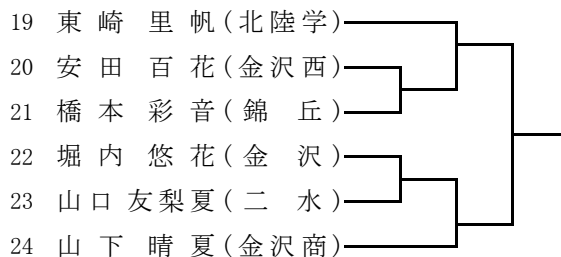 19 東崎里帆(北陸学)
20 安田百花(金沢西)
21 橋本彩音(錦丘)
22 堀内悠花(金沢)
23 山口友梨夏(二水)
24 山下晴夏(金沢商)